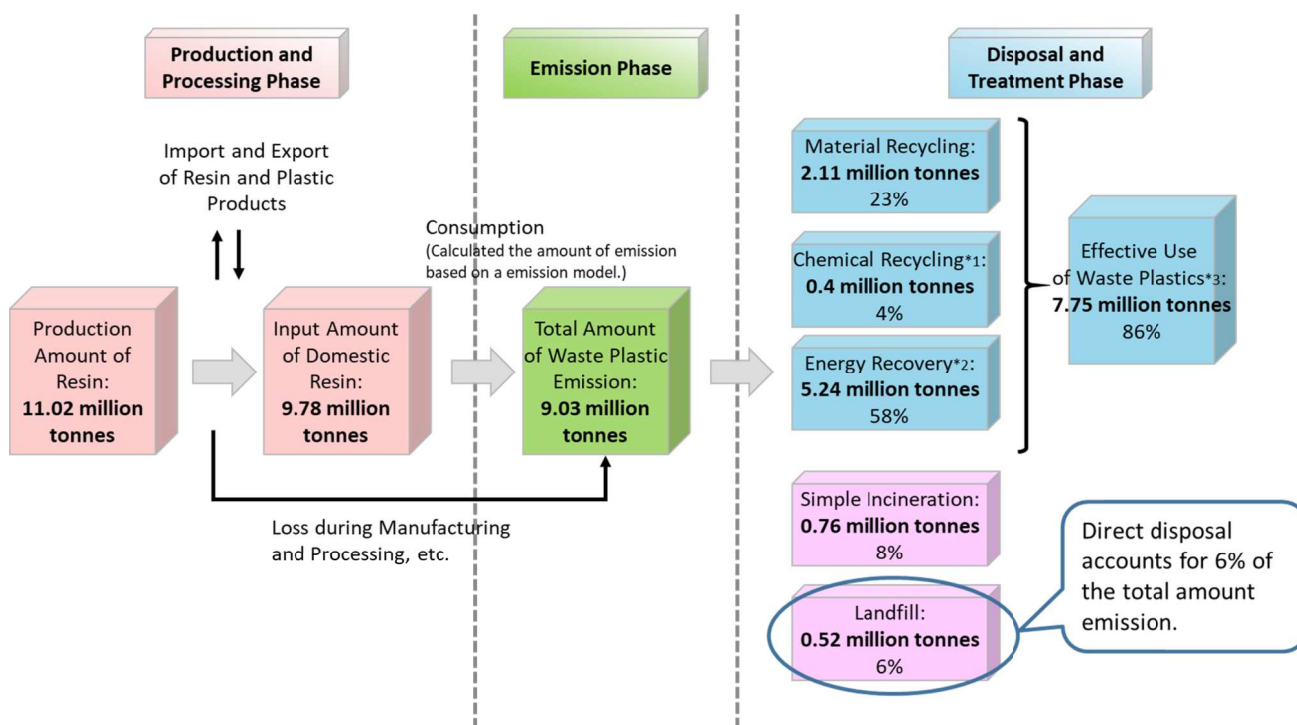 Production and
Processing Phase
Emission Phase
Disposal and
Treatment Phase
Import and Export
of Resin and Plastic
Products
Consumption
(Calculated the amount of emission
based on a emission model.)
Production
Amount of
Resin:
11.02 million
tonnes
Input Amount
of Domestic
Resin:
9.78 million
tonnes
Total Amount
of Waste Plastic
Emission:
9.03 million
tonnes
Loss during Manufacturing
and Processing, etc.
Material Recycling:
2.11 million tonnes
23%
Chemical Recycling*1:
0.4 million tonnes
4%
Energy Recovery*2:
5.24 million tonnes
58%
Effective Use
of Waste Plastics*3:
7.75 million tonnes
86%
Simple Incineration:
0.76 million tonnes
8%
Landfill:
0.52 million tonnes
6%
Direct disposal
accounts for 6% of
the total amount
emission.